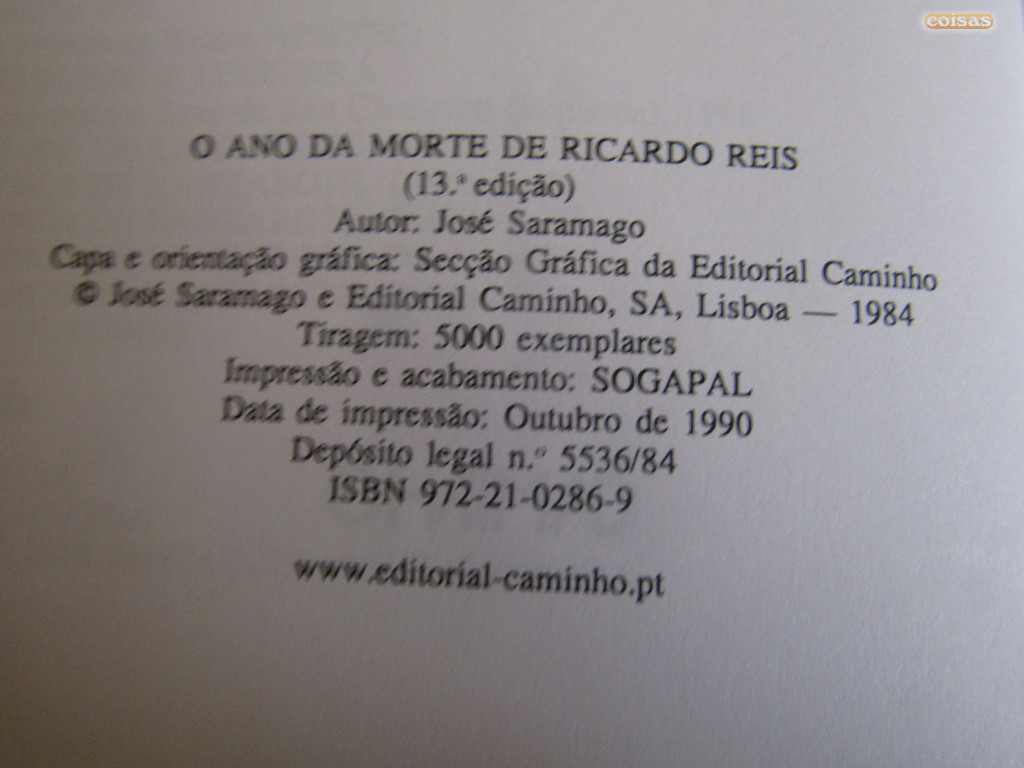 coisas
O ANO DA MORTE DE RICARDO REIS
(13.ª edição)
Autor: José Saramago
Capa e orientação gráfica: Secção Gráfica da Editorial Caminho
© José Saramago e Editorial Caminho, SA, Lisboa — 1984
Tiragem: 5000 exemplares
Impressão e acabamento: SOGAPAL
Data de impressão: Outubro de 1990
Depósito legal n.º 5536/84
ISBN 972-21-0286-9
www.editorial-caminho.pt